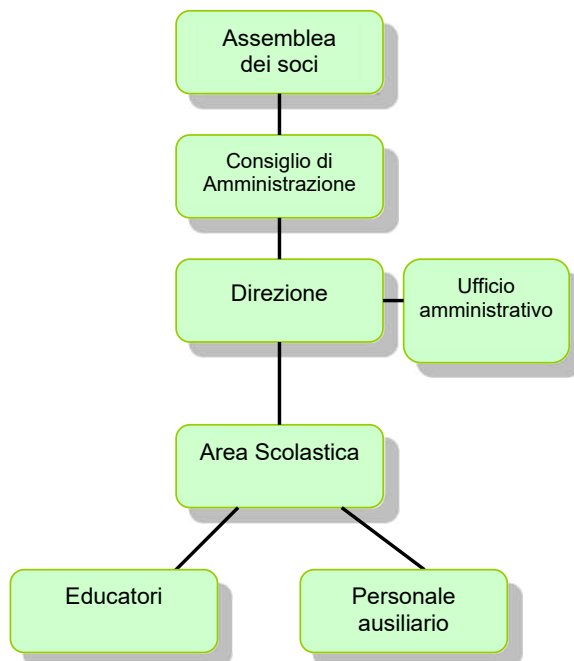 Assemblea
dei soci
Consiglio di
Amministrazione
Direzione
Ufficio
amministrativo
Area Scolastica
Educatori
Personale
ausiliario